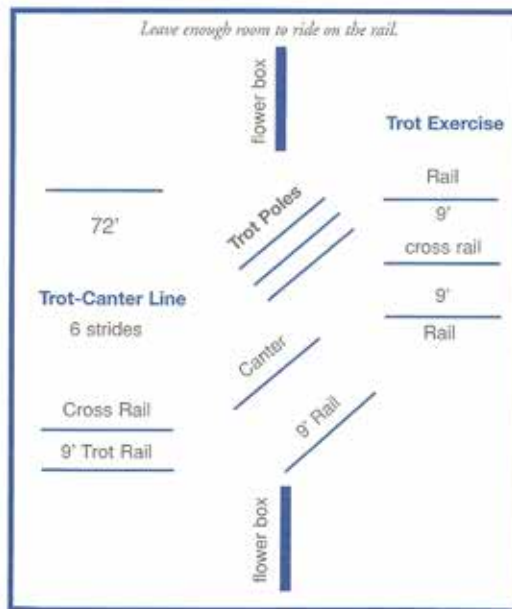 Leave enough room to ride on the rail.
flower box
Trot Exercise
Rail
9'
cross rail
9'
Rail
Trot Poles
72'
Trot-Canter Line
6 strides
Canter
Cross Rail
9' Trot Rail
9' Rail
flower box